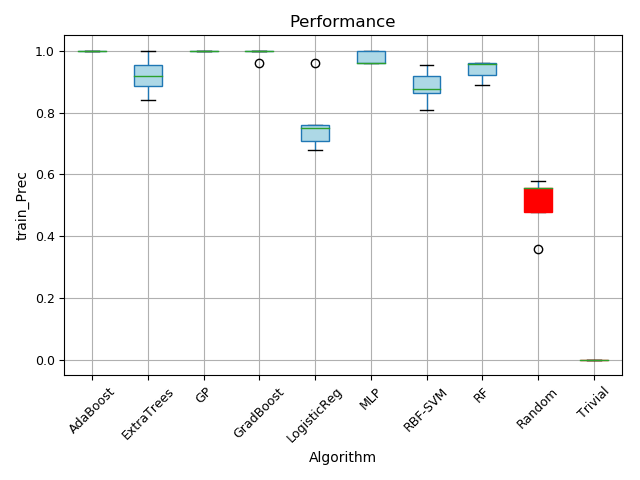 Performance
train_Prec
1.0
0.8
0.6
0.4
0.2
0.0
AdaBoost
ExtraTrees
GP
GradBoost
LogisticReg
MLP
RBF-SVM
RF
Random
Trivial
Algorithm